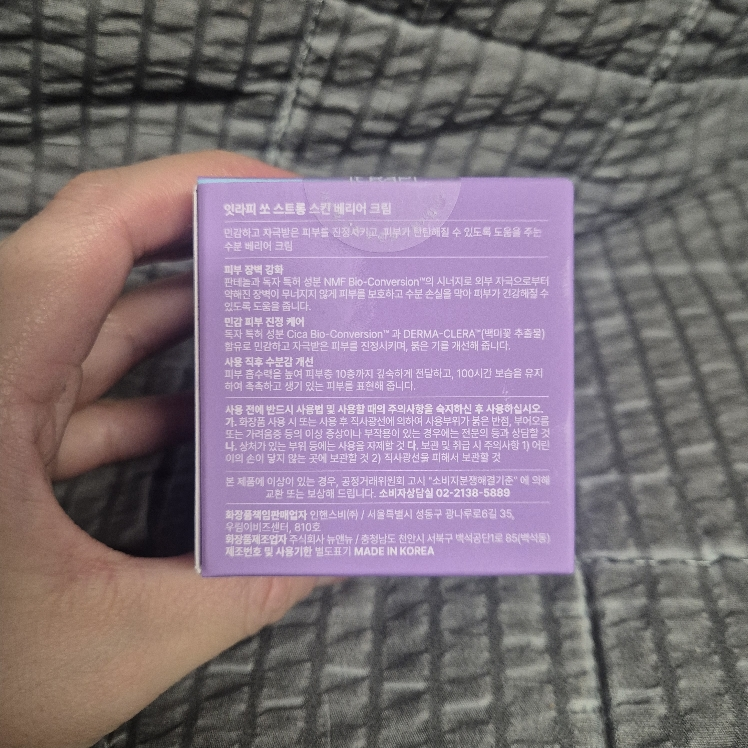 잇라피 쏘 스트롱 스킨 베리어 크림
민감하고 자극받은 피부를 진정시키고, 피부가 탄탄해질 수 있도록 도움을 주는
수분 베리어 크림
피부 장벽 강화
판테놀과 독자 특허 성분 NMF Bio-Conversion™의 시너지로 외부 자극으로부터
약해진 장벽이 무너지지 않게 피부를 보호하고 수분 손실을 막아 피부가 건강해질 수
있도록 도움을 줍니다.
민감 피부 진정 케어
독자 특허 성분 Cica Bio-Conversion™ 과 DERMA-CLERA™(백미꽃 추출물)
함유로 민감하고 자극받은 피부를 진정시키며, 붉은 기를 개선해 줍니다.
사용 직후 수분감 개선
피부 흡수력을 높여 피부층 10층까지 깊숙하게 전달하고, 100시간 보습을 유지
하여 촉촉하고 생기 있는 피부를 표현해 줍니다.
사용 전에 반드시 사용법 및 사용할 때의 주의사항을 숙지하신 후 사용하십시오.
가. 화장품 사용 시 또는 사용 후 직사광선에 의하여 사용부위가 붉은 반점, 부어오름
또는 가려움증 등의 이상 증상이나 부작용이 있는 경우에는 전문의 등과 상담할 것
나. 상처가 있는 부위 등에는 사용을 자제할 것 다. 보관 및 취급 시 주의사항 1) 어린
이의 손이 닿지 않는 곳에 보관할 것 2) 직사광선을 피해서 보관할 것
본 제품에 이상이 있는 경우, 공정거래위원회 고시 "소비자분쟁해결기준" 에 의해
교환 또는 보상해 드립니다. 소비자상담실 02-2138-5889
화장품책임판매업자 인핸스비(주) / 서울특별시 성동구 광나루로6길 35,
우림이비즈센터, 810호
화장품제조업자 주식회사 뉴앤뉴 / 충청남도 천안시 서북구 백석공단1로 85(백석동)
제조번호 및 사용기한 별도표기 MADE IN KOREA